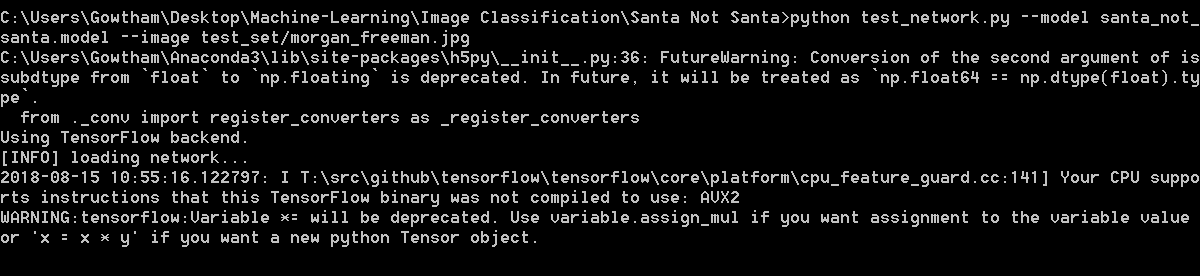 C:\Users\Gowtham\Desktop\Machine-Learning\Image Classification\Santa Not Santa>python test_network.py --model santa_not_
santa.model --image test_set/morgan_freeman.jpg
C:\Users\Gowtham\Anaconda3\lib\site-packages\h5py\__init__.py:36: FutureWarning: Conversion of the second argument of is
subdtype from `float` to `np.floating` is deprecated. In future, it will be treated as `np.float64 == np.dtype(float).ty
pe`.
  from ._conv import register_converters as _register_converters
Using TensorFlow backend.
[INFO] loading network...
2018-08-15 10:55:16.122797: I T:\src\github\tensorflow\tensorflow\core\platform\cpu_feature_guard.cc:141] Your CPU suppo
rts instructions that this TensorFlow binary was not compiled to use: AVX2
WARNING:tensorflow:Variable *= will be deprecated. Use variable.assign_mul if you want assignment to the variable value
or 'x = x * y' if you want a new python Tensor object.